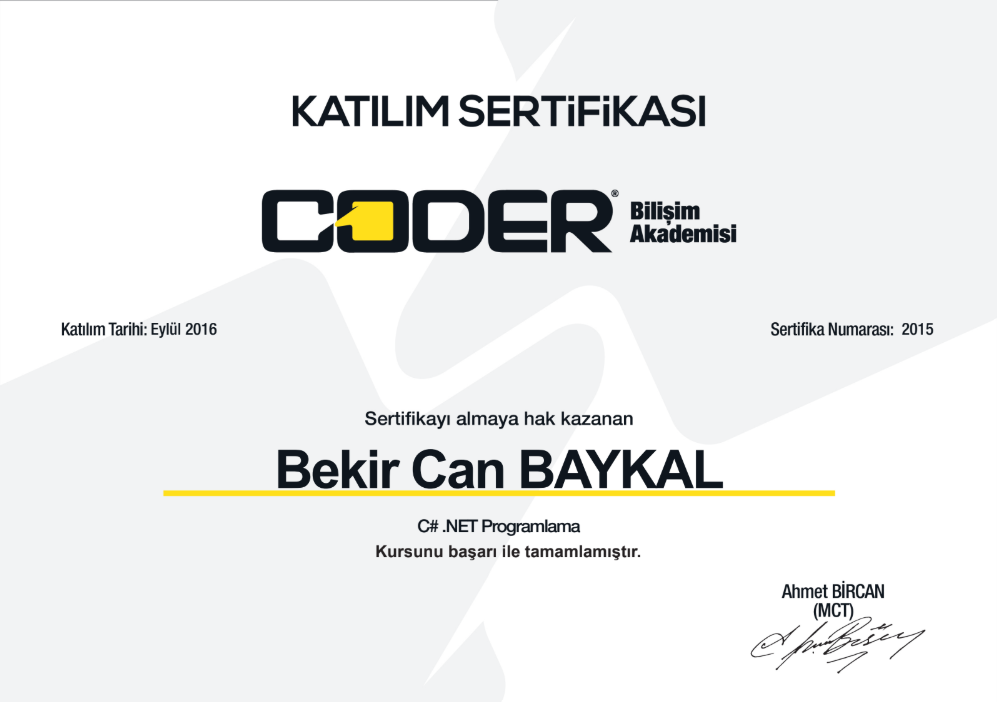 KATILIM SERTİFİKASI
CODER®
Bilişim
Akademisi
Katılım Tarihi: Eylül 2016
Sertifika Numarası: 2015
Sertifikayı almaya hak kazanan
Bekir Can BAYKAL
C# .NET Programlama
Kursunu başarı ile tamamlamıştır.
Ahmet BİRCAN
(MCT)